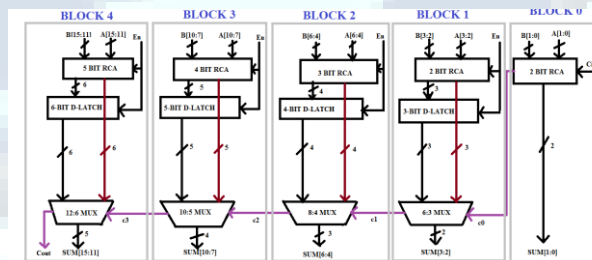 BLOCK 4 BLOCK 3 BLOCK 2 BLOCK 1 BLOCK 0
B[15:11] A[15:11] En B[10:7] A[10:7] En B[6:4] A[6:4] En B[3:2] A[3:2] En B[1:0] A[1:0]
5 BIT RCA 4 BIT RCA 3 BIT RCA 2 BIT RCA 2 BIT RCA
6 5 4 3
6-BIT D-LATCH 5-BIT D-LATCH 4-BIT D-LATCH 3-BIT D-LATCH
6 6 5 5 4 4 3 3 2
12:6 MUX c3 10:5 MUX c2 8:4 MUX c1 6:3 MUX c0
Cout 5 4 3 2
SUM[15:11] SUM[10:7] SUM[6:4] SUM[3:2] SUM[1:0]